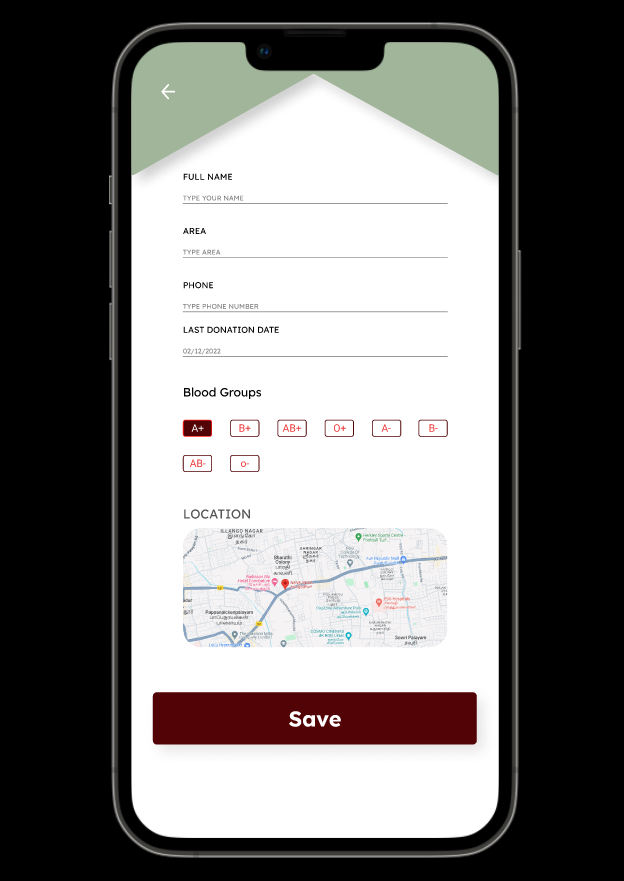 FULL NAME
TYPE YOUR NAME
AREA
TYPE AREA
PHONE
TYPE PHONE NUMBER
LAST DONATION DATE
02/12/2022
Blood Groups
A+ B+ AB+ O+ A- B-
AB- o-
LOCATION
ILLANGO NAGAR
Bharathi
Colony
Pappanaickenpalayam
Sowri Palayam
Save